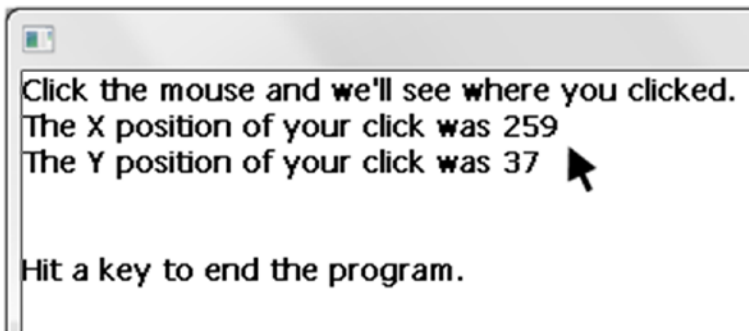 Click the mouse and we'll see where you clicked.
The X position of your click was 259
The Y position of your click was 37
Hit a key to end the program.